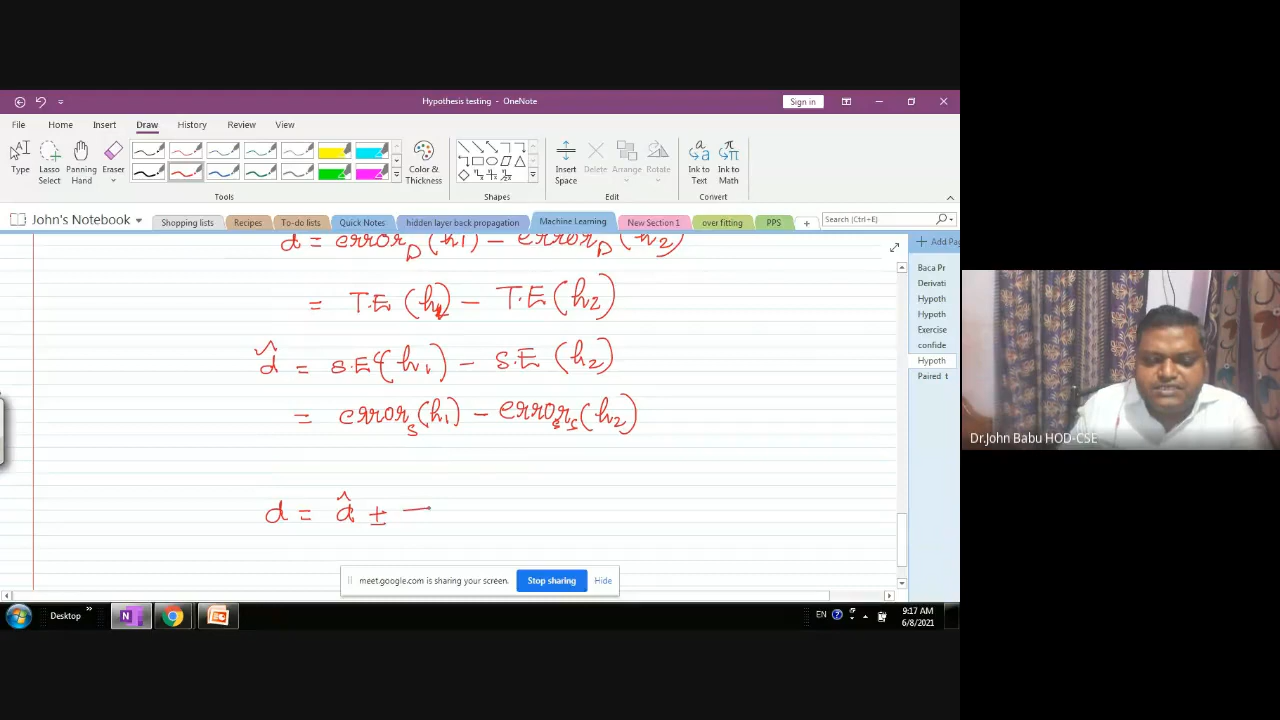 Hypothesis testing - OneNote
Sign in
File Home Insert Draw History Review View
Type Lasso Select Panning Hand Eraser Color & Thickness Insert Space Delete Arrange Rotate Ink to Text Ink to Math
Tools Shapes Edit Convert
John's Notebook Shopping lists Recipes To-do lists Quick Notes hidden layer back propagation Machine Learning New Section 1 over fitting PPS Search (Ctrl+E)
Add Pag
Baca Pr
Derivati
Hypoth
Hypoth
Exercise
confide
Hypoth
Paired t
d = error_D (h1) - error_D (h2)
= T.E (h1) - T.E (h2)
d̂ = S.E (h1) - S.E (h2)
= error_S (h1) - error_S (h2)
d = d̂ ±
Dr.John Babu HOD-CSE
meet.google.com is sharing your screen. Stop sharing Hide
Desktop EN 9:17 AM
6/8/2021